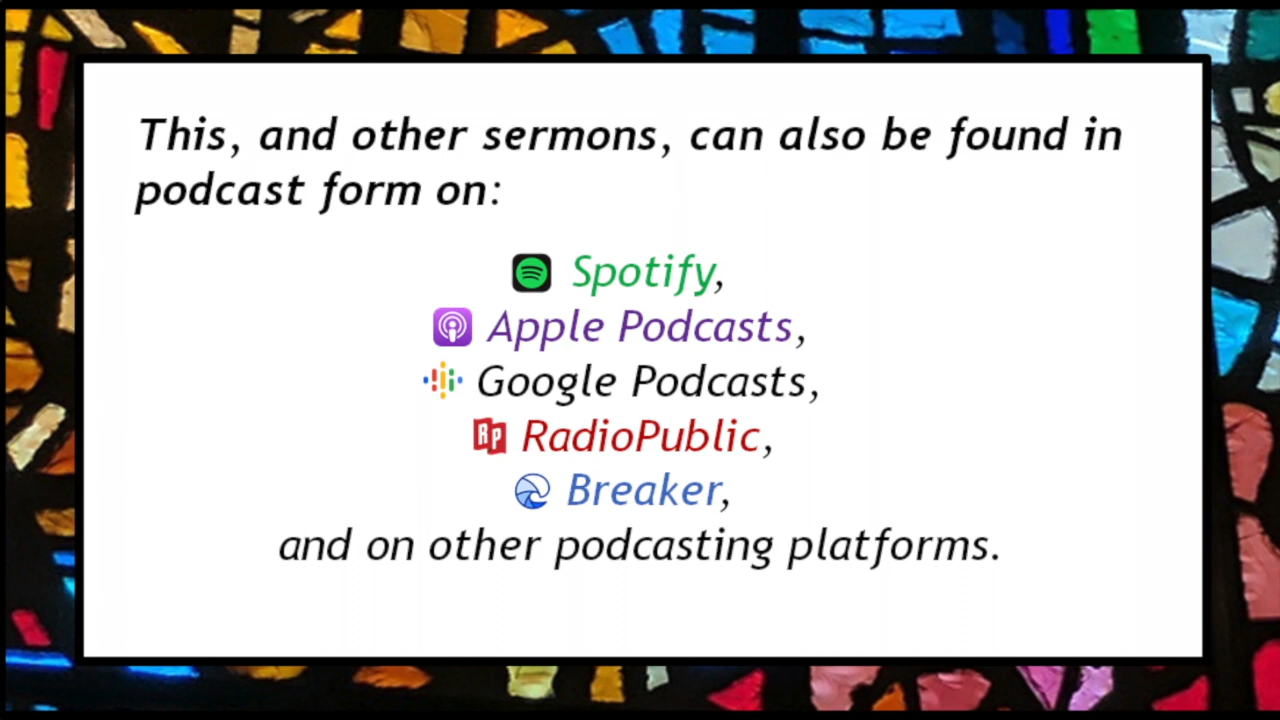 This, and other sermons, can also be found in
podcast form on:
Spotify,
Apple Podcasts,
Google Podcasts,
RP RadioPublic,
Breaker,
and on other podcasting platforms.